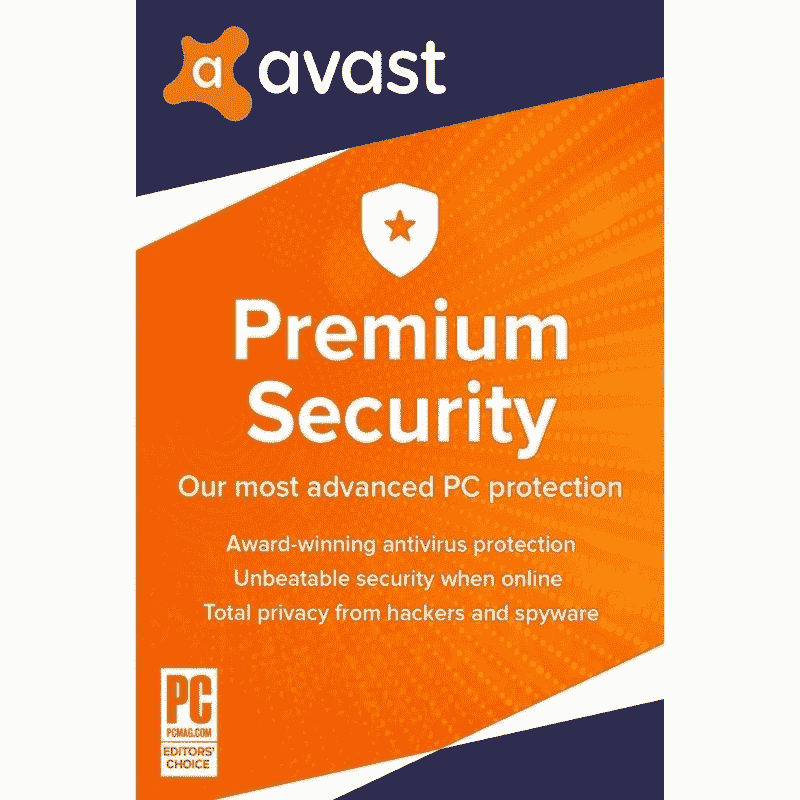 a avast
Premium
Security
Our most advanced PC protection
Award-winning antivirus protection
Unbeatable security when online
Total privacy from hackers and spyware
PC
PCMAG.COM
EDITORS'
CHOICE